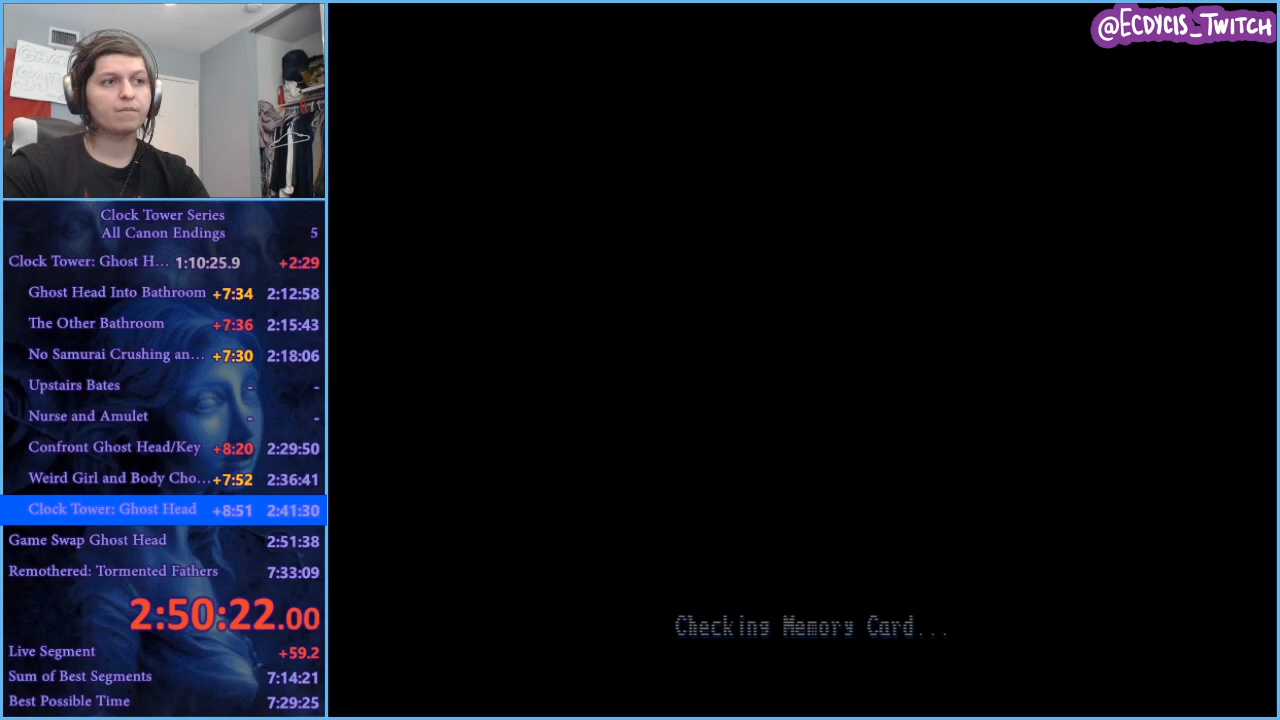 @Ecdycis_Twitch
Clock Tower Series
All Canon Endings 5
Clock Tower: Ghost H... 1:10:25.9 +2:29
Ghost Head Into Bathroom +7:34 2:12:58
The Other Bathroom +7:36 2:15:43
No Samurai Crushing an... +7:30 2:18:06
Upstairs Bates - -
Nurse and Amulet - -
Confront Ghost Head/Key +8:20 2:29:50
Weird Girl and Body Cho... +7:52 2:36:41
Clock Tower: Ghost Head +8:51 2:41:30
Game Swap Ghost Head 2:51:38
Remothered: Tormented Fathers 7:33:09
2:50:22.00
Live Segment +59.2
Sum of Best Segments 7:14:21
Best Possible Time 7:29:25
Checking Memory Card...